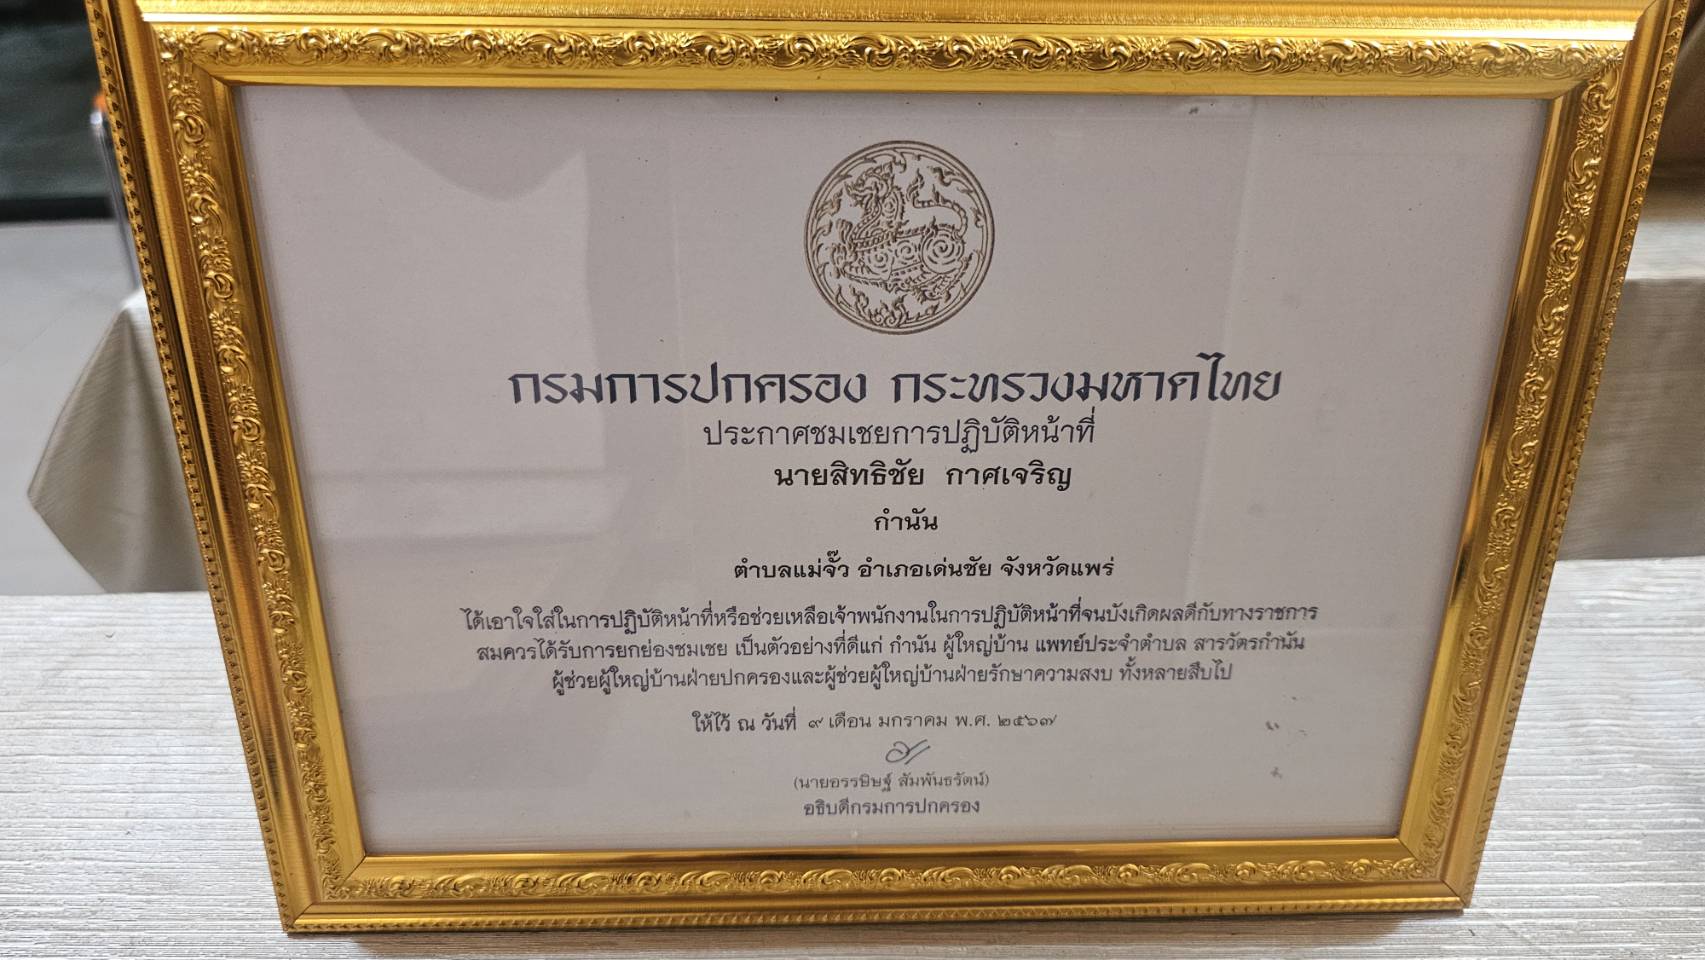 กรมการปกครอง กระทรวงมหาดไทย
ประกาศชมเชยการปฏิบัติหน้าที่
นายสิทธิชัย กาศเจริญ
กำนัน
ตำบลแม่จั๊ว อำเภอเด่นชัย จังหวัดแพร่
ได้เอาใจใส่ในการปฏิบัติหน้าที่หรือช่วยเหลือเจ้าพนักงานในการปฏิบัติหน้าที่จนบังเกิดผลดีกับทางราชการ
สมควรได้รับการยกย่องชมเชย เป็นตัวอย่างที่ดีแก่ กำนัน ผู้ใหญ่บ้าน แพทย์ประจำตำบล สารวัตรกำนัน
ผู้ช่วยผู้ใหญ่บ้านฝ่ายปกครองและผู้ช่วยผู้ใหญ่บ้านฝ่ายรักษาความสงบ ทั้งหลายสืบไป
ให้ไว้ ณ วันที่ ๙ เดือน มกราคม พ.ศ. ๒๕๖๗
(นายอรรษิษฐ์ สัมพันธรัตน์)
อธิบดีกรมการปกครอง